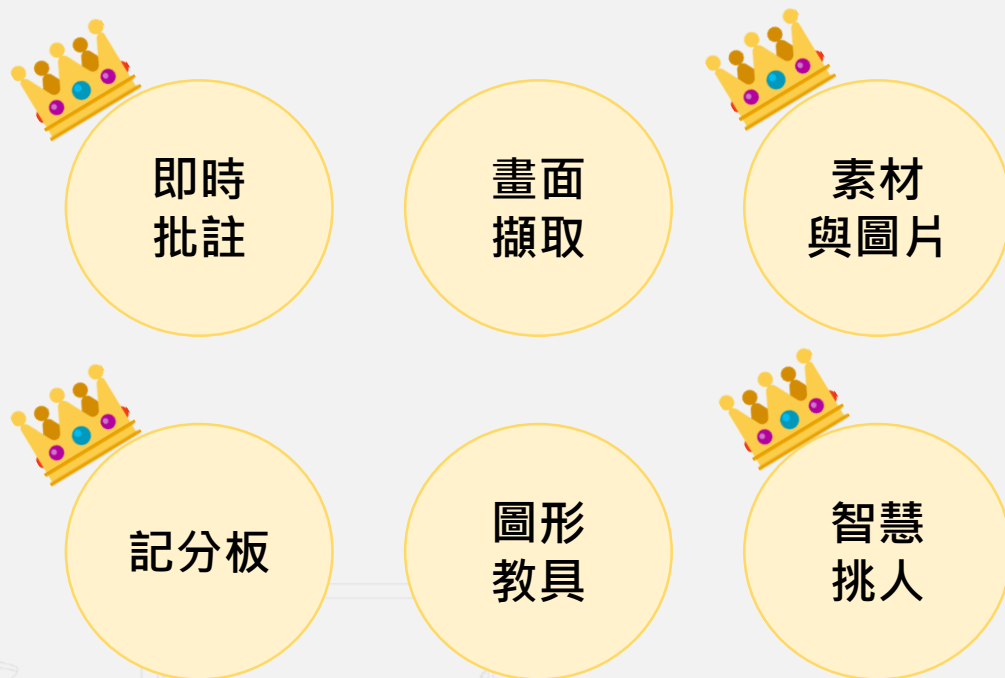 即時
批註
畫面
擷取
素材
與圖片
記分板
圖形
教具
智慧
挑人